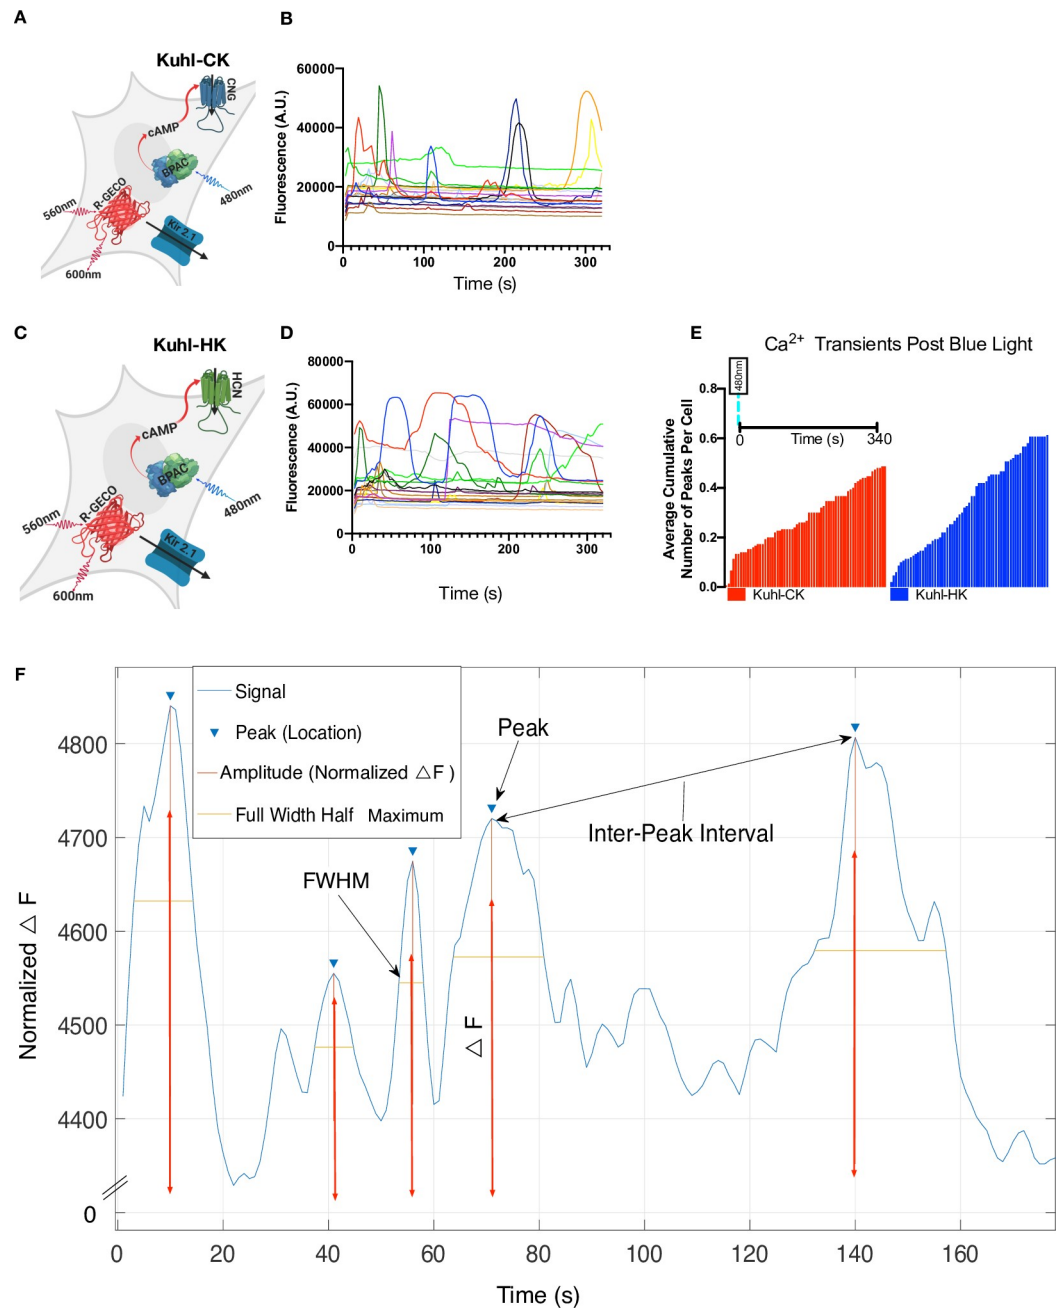 A
Kuhl-CK
CNG
cAMP
BPAC
R-GECO
560nm
480nm
Kir 2.1
600nm
B
Fluorescence (A.U.)
60000
40000
20000
0
0 100 200 300
Time (s)
C
Kuhl-HK
HCN
cAMP
BPAC
R-GECO
560nm
480nm
Kir 2.1
600nm
D
Fluorescence (A.U.)
80000
60000
40000
20000
0
0 100 200 300
Time (s)
E
Ca2+ Transients Post Blue Light
480nm
0 Time (s) 340
Average Cumulative
Number of Peaks Per Cell
0.8
0.6
0.4
0.2
0.0
Kuhl-CK Kuhl-HK
F
Signal
Peak (Location)
Amplitude (Normalized △ F )
Full Width Half Maximum
Peak
Inter-Peak Interval
FWHM
△ F
Normalized △ F
4800
4700
4600
4500
4400
0
0 20 40 60 80 100 120 140 160
Time (s)